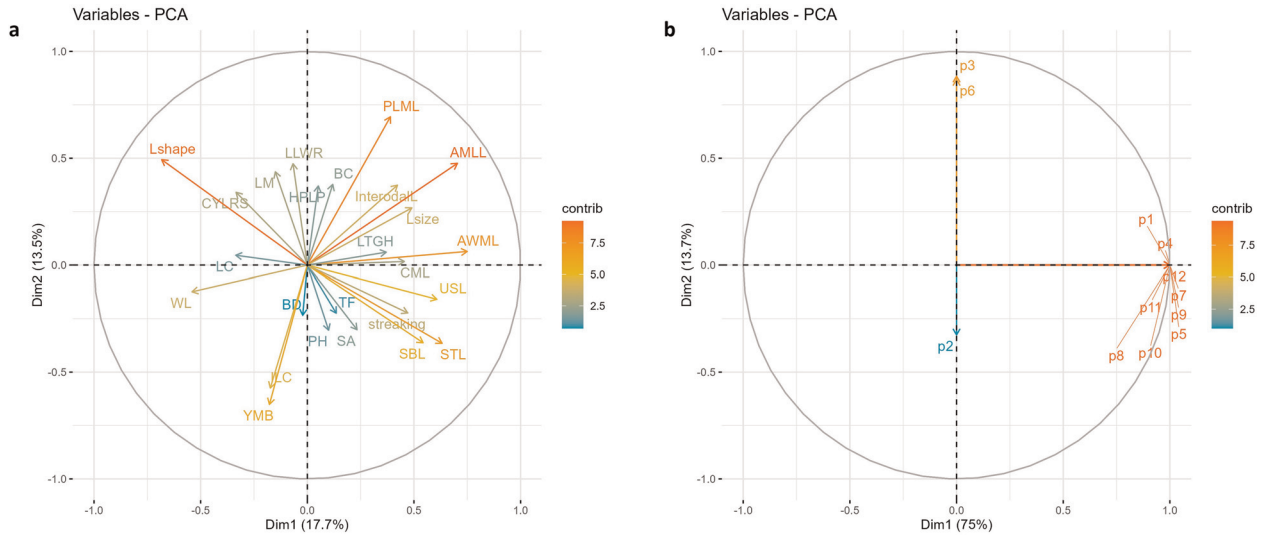 a
Variables - PCA
1.0
0.5
0.0
-0.5
-1.0
Dim2 (13.5%)
-1.0
-0.5
0.0
0.5
1.0
Dim1 (17.7%)
PLML
Lshape
LLWR
AMLL
LM
BC
CYLRS
HPLP
InterodalL
Lsize
LTGH
AWML
LC
CML
WL
USL
BD
TF
streaking
PH
SA
SBL
STL
ILC
YMB
contrib
7.5
5.0
2.5
b
Variables - PCA
1.0
0.5
0.0
-0.5
-1.0
Dim2 (13.7%)
-1.0
-0.5
0.0
0.5
1.0
Dim1 (75%)
p3
p6
p1
p4
p12
p7
p11
p9
p5
p2
p8
p10
contrib
7.5
5.0
2.5